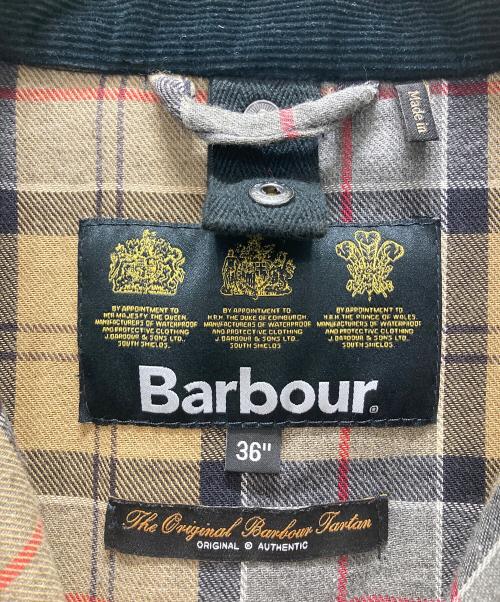 Made in
BY APPOINTMENT TO
HER MAJESTY THE QUEEN
MANUFACTURERS OF WATERPROOF
AND PROTECTIVE CLOTHING
J. BARBOUR & SONS LTD.
SOUTH SHIELDS.
BY APPOINTMENT TO
H.R.H. THE DUKE OF EDINBURGH.
MANUFACTURERS OF WATERPROOF
AND PROTECTIVE CLOTHING
J. BARBOUR & SONS LTD.
SOUTH SHIELDS.
BY APPOINTMENT TO
H.R.H. THE PRINCE OF WALES.
MANUFACTURERS OF WATERPROOF
AND PROTECTIVE CLOTHING
J. BARBOUR & SONS LTD.
SOUTH SHIELDS.
Barbour®
36"
The Original Barbour Tartan
ORIGINAL ® AUTHENTIC